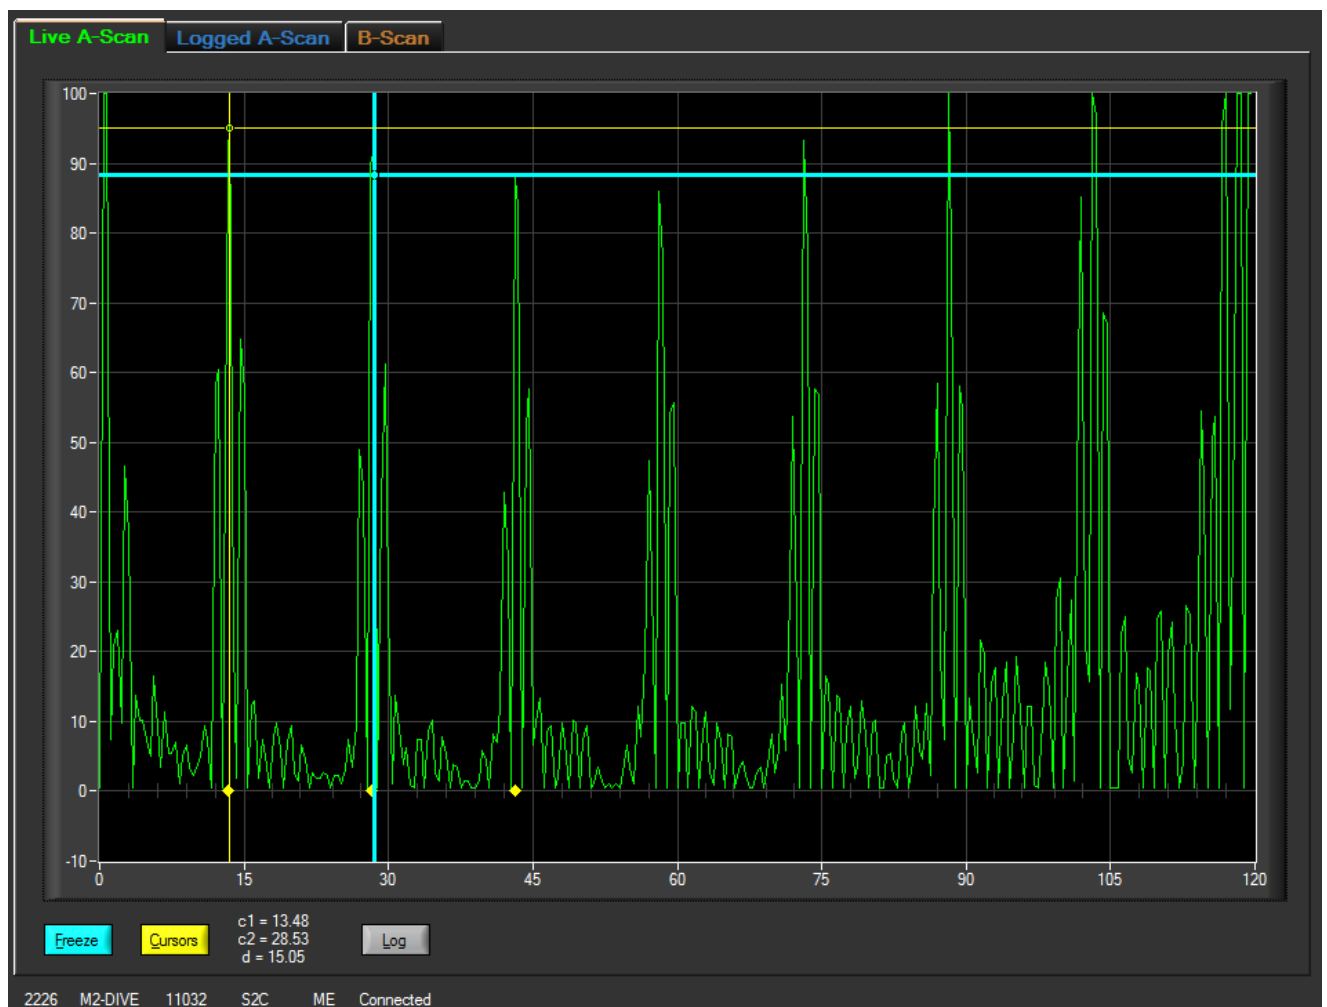 Live A-Scan Logged A-Scan B-Scan
100
90
80
70
60
50
40
30
20
10
0
-10
0 15 30 45 60 75 90 105 120
c1 = 13.48
Freeze Cursors c2 = 28.53 Log
d = 15.05
2226 M2-DIVE 11032 S2C ME Connected